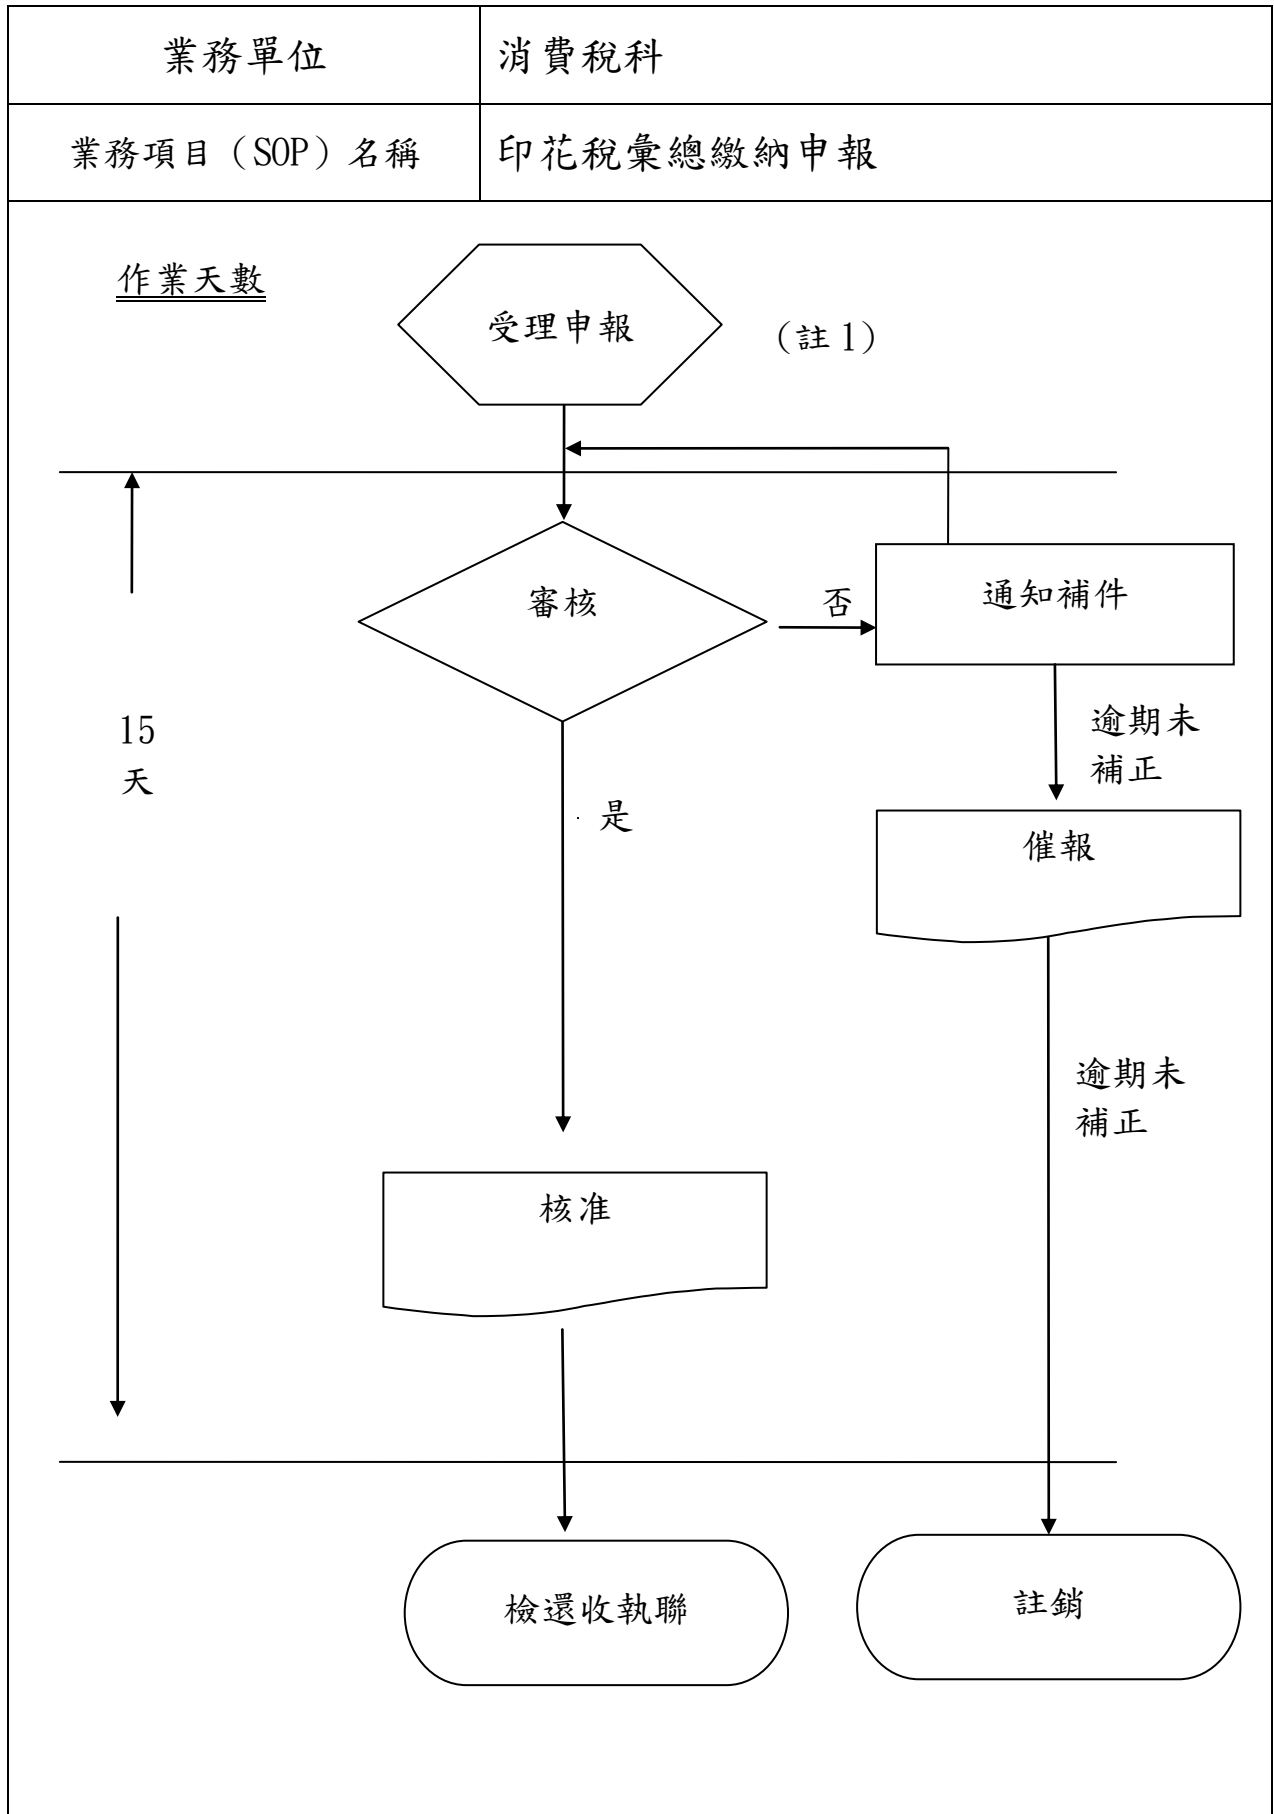 業務單位
消費稅科
業務項目（SOP）名稱
印花稅彙總繳納申報
作業天數
受理申報
（註1）
審核
否
通知補件
15
天
逾期未
補正
是
催報
逾期未
補正
核准
檢還收執聯
註銷